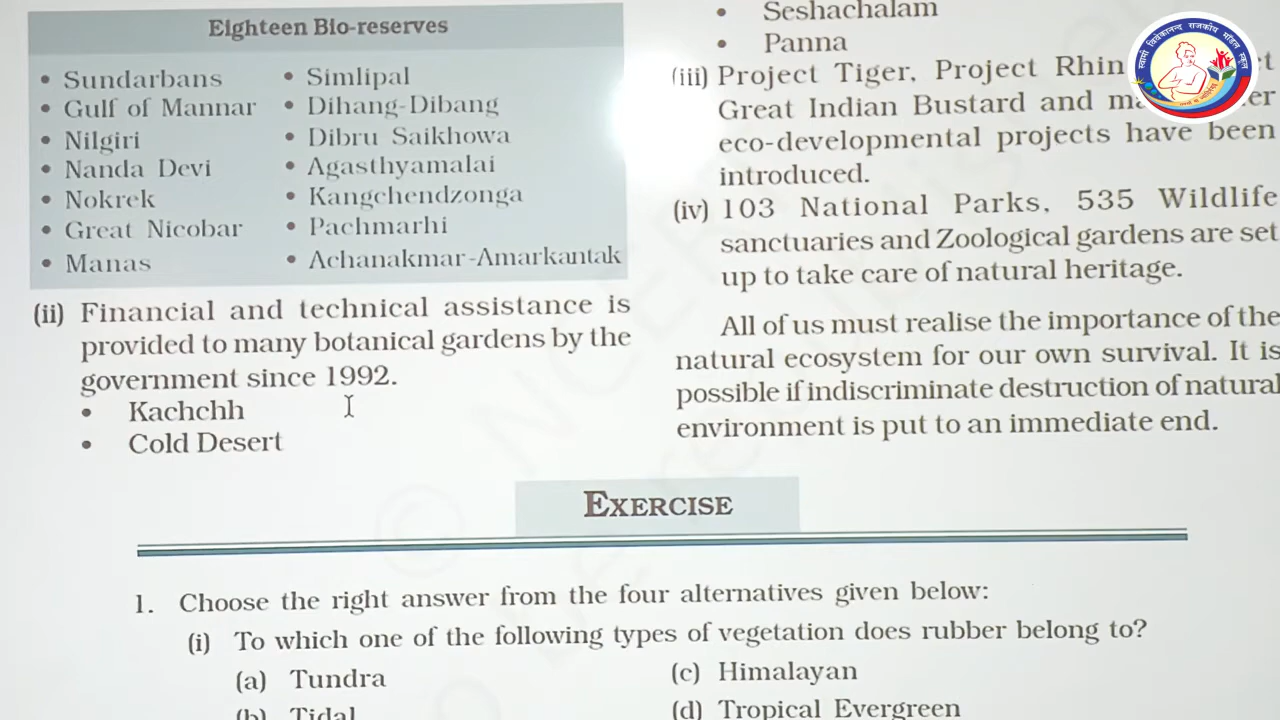 Eighteen Bio-reserves
• Sundarbans
• Gulf of Mannar
• Nilgiri
• Nanda Devi
• Nokrek
• Great Nicobar
• Manas
• Simlipal
• Dihang-Dibang
• Dibru Saikhowa
• Agasthyamalai
• Kangchendzonga
• Pachmarhi
• Achanakmar-Amarkantak
(ii) Financial and technical assistance is
provided to many botanical gardens by the
government since 1992.
• Kachchh
• Cold Desert
• Seshachalam
• Panna
(iii) Project Tiger, Project
Great Indian Bustard and
eco-developmental projects have been
introduced.
(iv) 103 National Parks, 535 Wildlife
sanctuaries and Zoological gardens are set
up to take care of natural heritage.
All of us must realise the importance of the
natural ecosystem for our own survival. It is
possible if indiscriminate destruction of natural
environment is put to an immediate end.
EXERCISE
1. Choose the right answer from the four alternatives given below:
(i) To which one of the following types of vegetation does rubber belong to?
(a) Tundra
(c) Himalayan
(b) Tidal
(d) Tropical Evergreen
स्वामी विवेकानन्द राजकीय मॉडल स्कूल